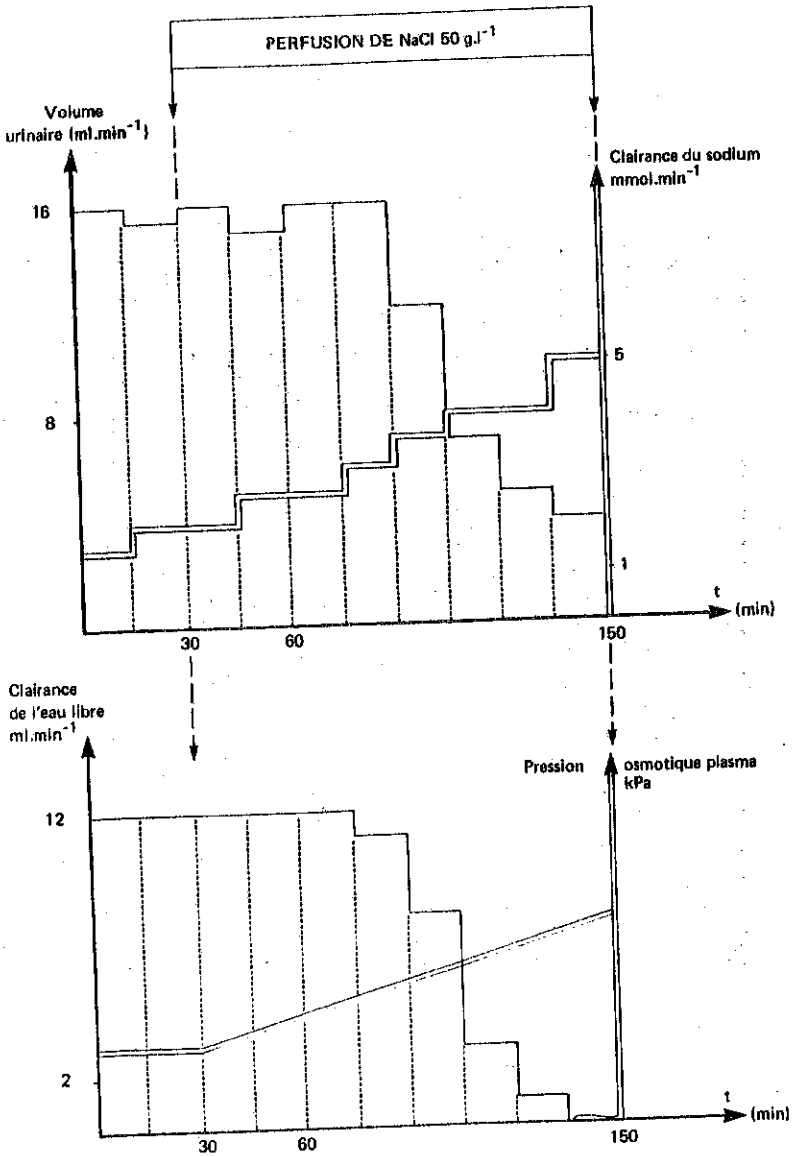 PERFUSION DE NaCl 50 g.l⁻¹
Volume
urinaire (ml.min⁻¹)
Clairance du sodium
mmol.min⁻¹
16
5
8
1
t
(min)
30
60
150
Clairance
de l'eau libre
ml.min⁻¹
Pression osmotique plasma
kPa
12
2
t
(min)
30
60
150